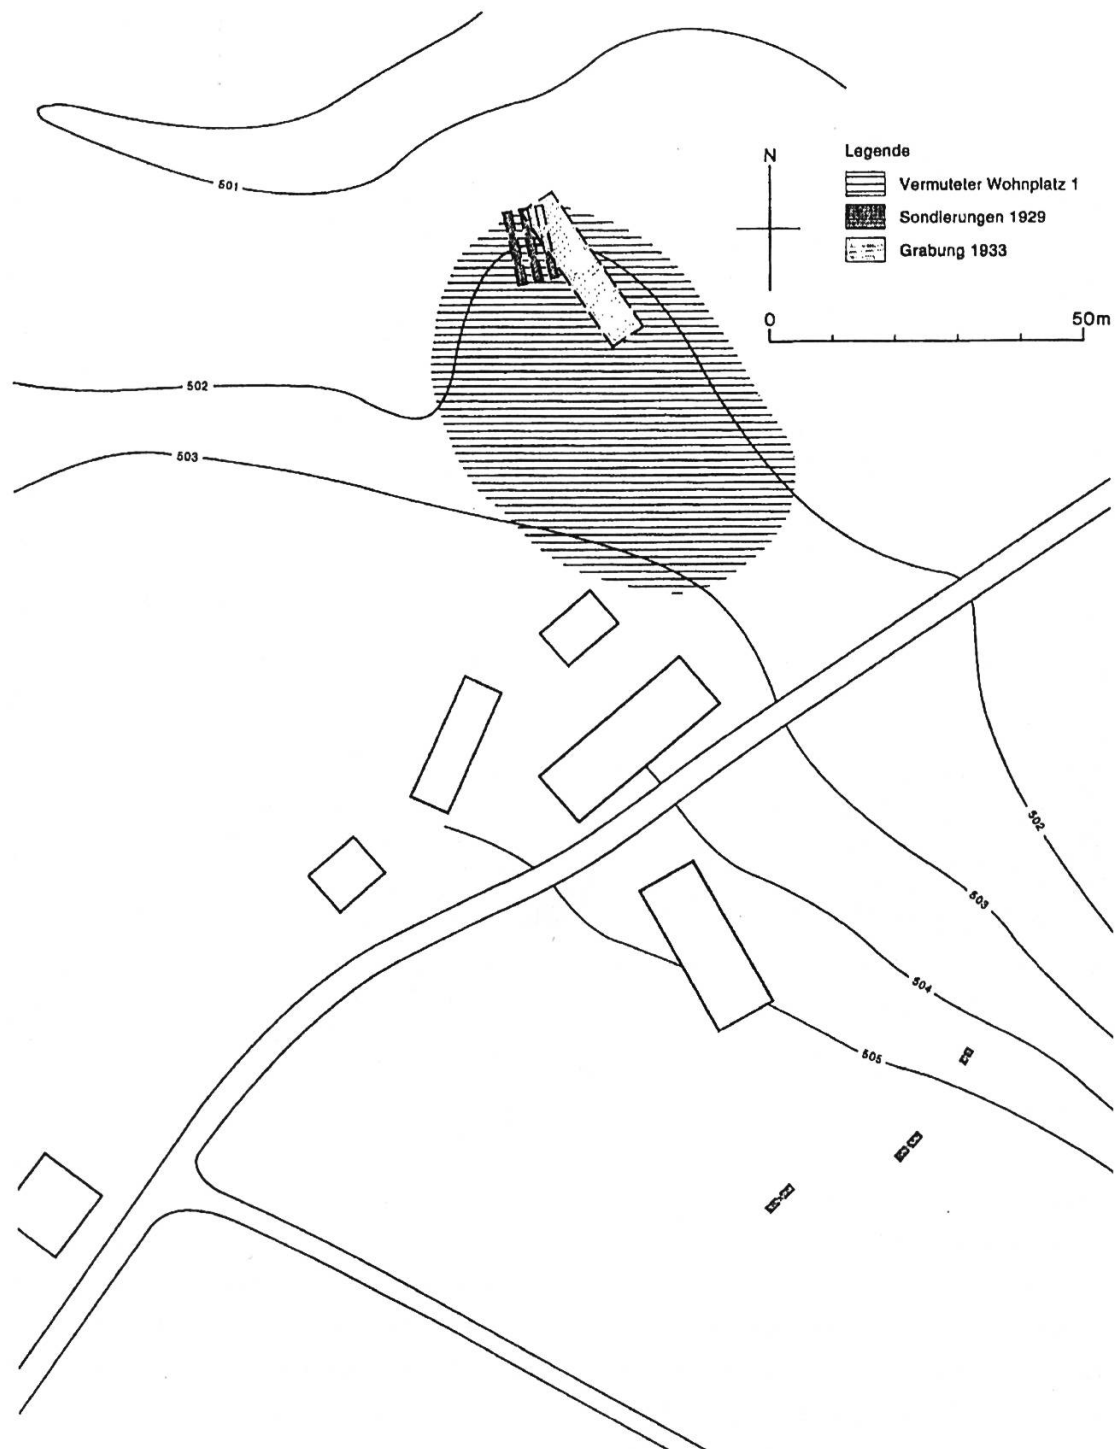 N
Legende
Vermuteter Wohnplatz 1
Sondierungen 1929
Grabung 1933
0 50m
501
502
503
502
503
504
505